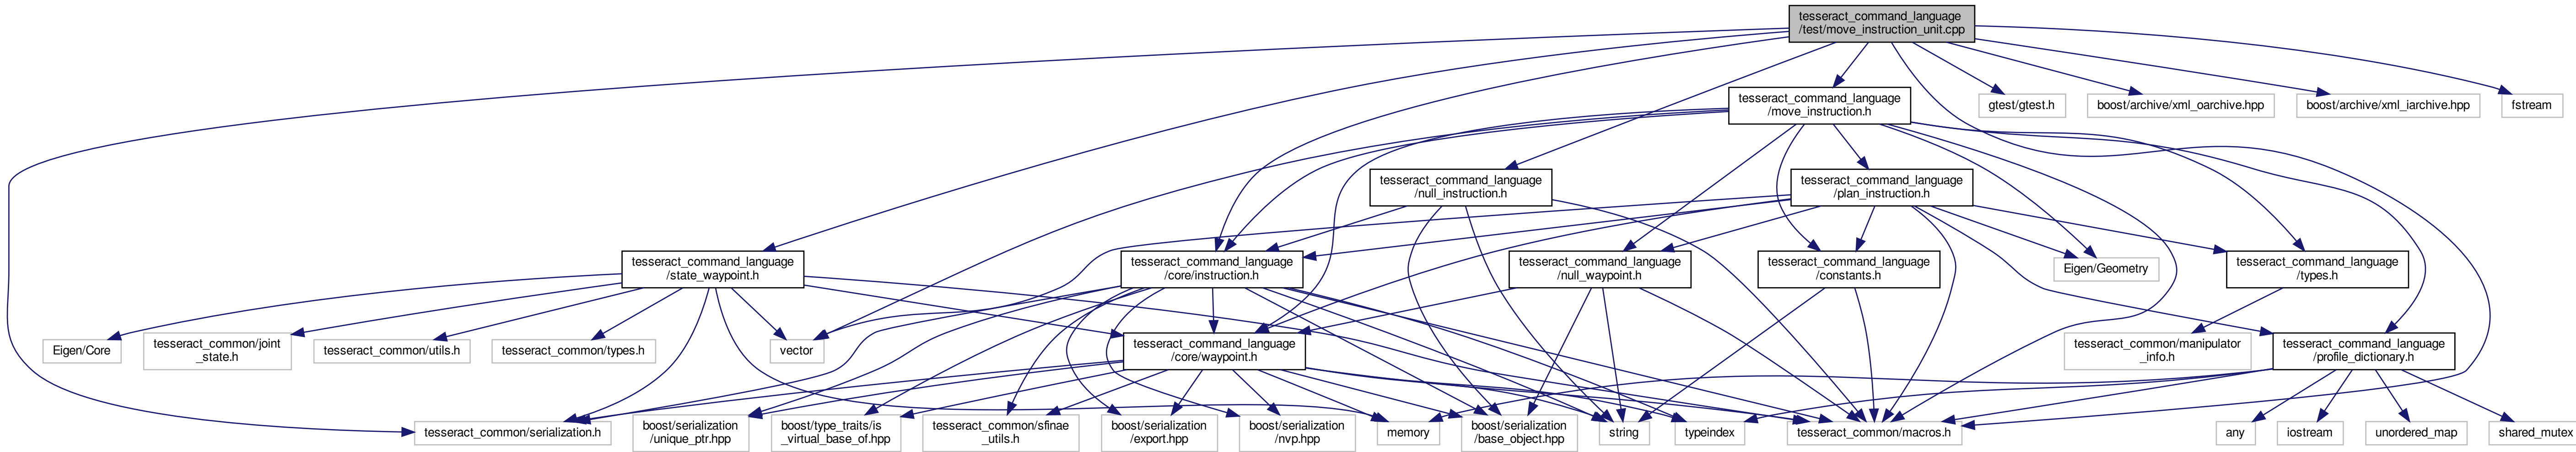 tesseract_command_language
/test/move_instruction_unit.cpp
tesseract_command_language
/move_instruction.h
gtest/gtest.h
boost/archive/xml_oarchive.hpp
boost/archive/xml_iarchive.hpp
fstream
tesseract_command_language
/null_instruction.h
tesseract_command_language
/plan_instruction.h
tesseract_command_language
/state_waypoint.h
tesseract_command_language
/core/instruction.h
tesseract_command_language
/null_waypoint.h
tesseract_command_language
/constants.h
Eigen/Geometry
tesseract_command_language
/types.h
Eigen/Core
tesseract_common/joint
_state.h
tesseract_common/utils.h
tesseract_common/types.h
vector
tesseract_command_language
/core/waypoint.h
tesseract_common/manipulator
_info.h
tesseract_command_language
/profile_dictionary.h
tesseract_common/serialization.h
boost/serialization
/unique_ptr.hpp
boost/type_traits/is
_virtual_base_of.hpp
tesseract_common/sfinae
_utils.h
boost/serialization
/export.hpp
boost/serialization
/nvp.hpp
memory
boost/serialization
/base_object.hpp
string
typeindex
tesseract_common/macros.h
any
iostream
unordered_map
shared_mutex